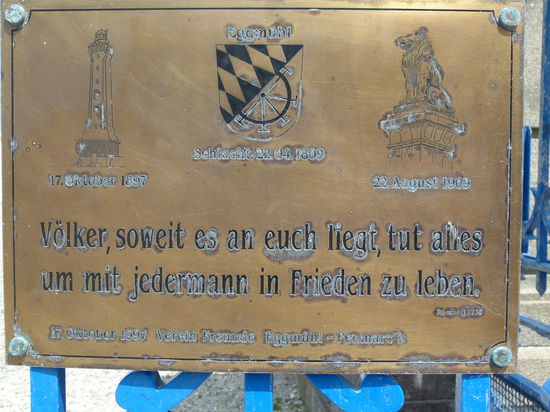 Eggmühl
Schlacht 22.04.1809
17.Oktober 1897
22.August 1909
Völker, soweit es an euch liegt, tut alles
um mit jedermann in Frieden zu leben.
17.Oktober 1997 Verein Freunde Eggmühl -